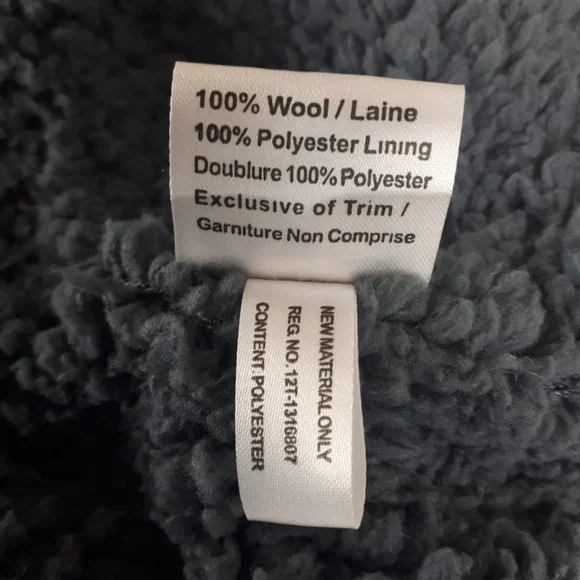 100% Wool / Laine
100% Polyester Lining
Doublure 100% Polyester
Exclusive of Trim /
Garniture Non Comprise
NEW MATERIAL ONLY
REG.NO. 12T-1316807
CONTENT: POLYESTER